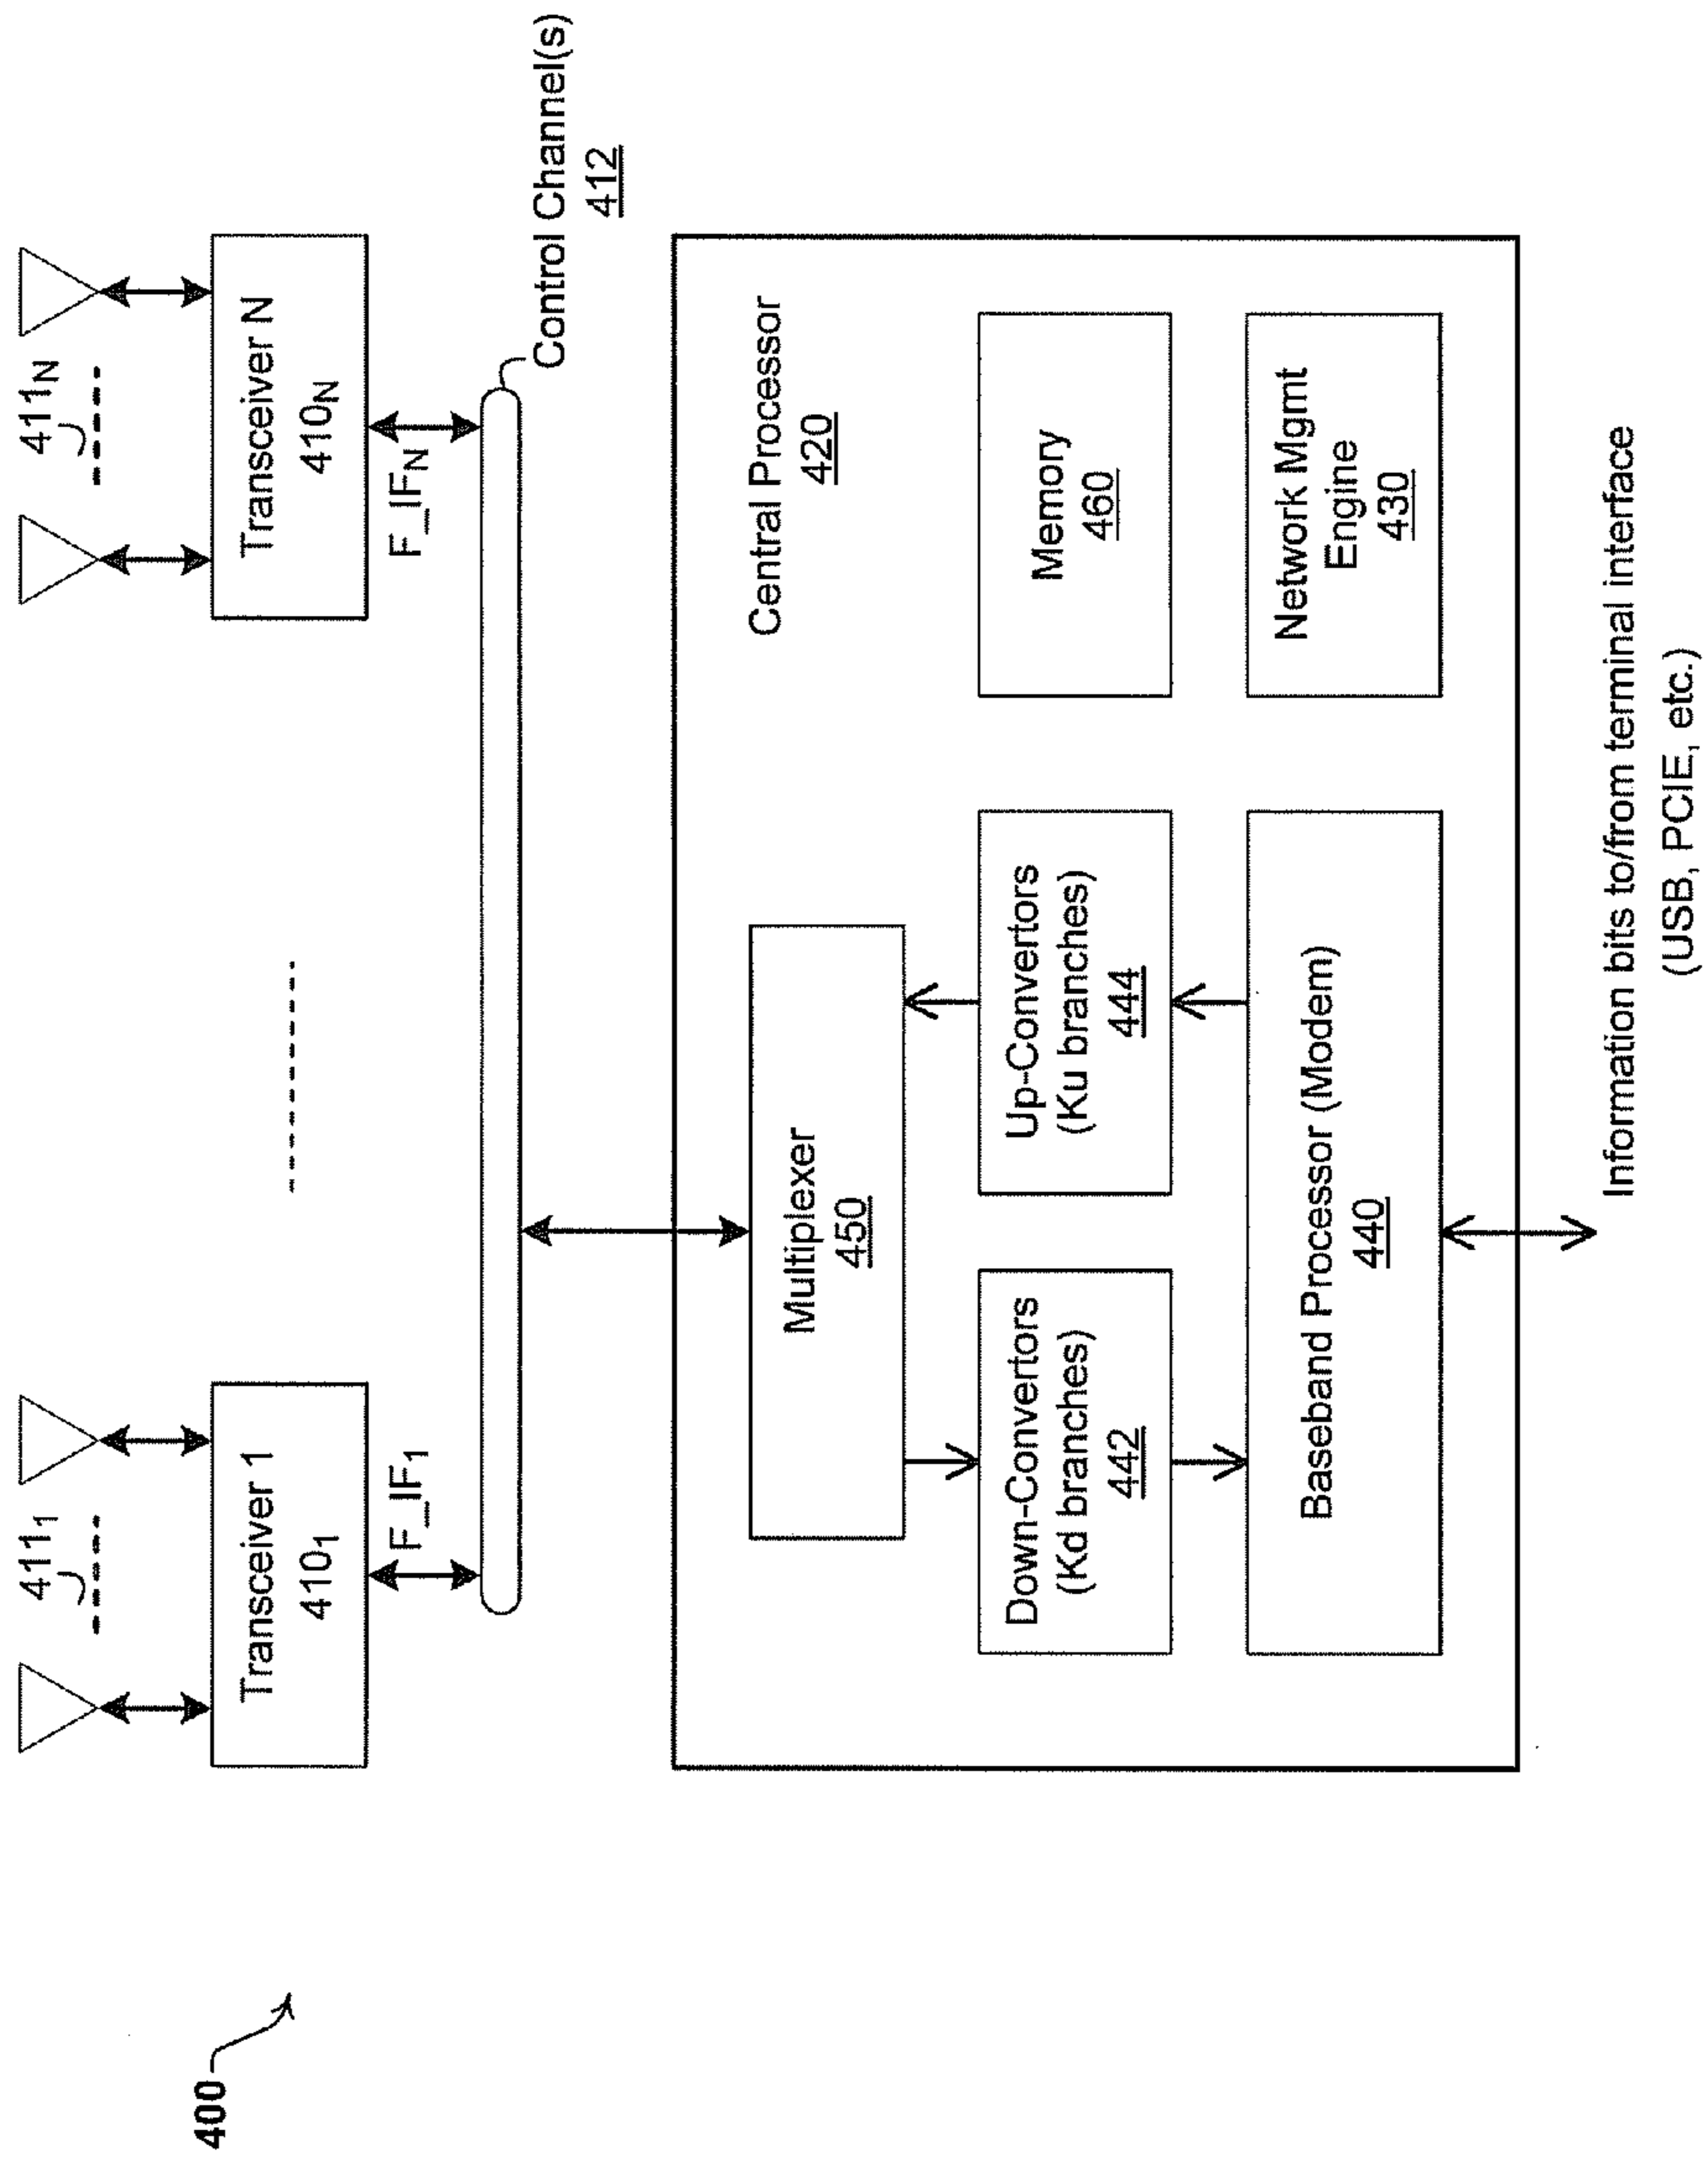 400
411₁
411N
Transceiver 1
410₁
Transceiver N
410N
F_IF₁
F_IFN
Control Channel(s)
412
Central Processor
420
Multiplexer
450
Down-Convertors
(Kd branches)
442
Up-Convertors
(Ku branches)
444
Memory
460
Baseband Processor (Modem)
440
Network Mgmt
Engine
430
Information bits to/from terminal interface
(USB, PCIE, etc.)